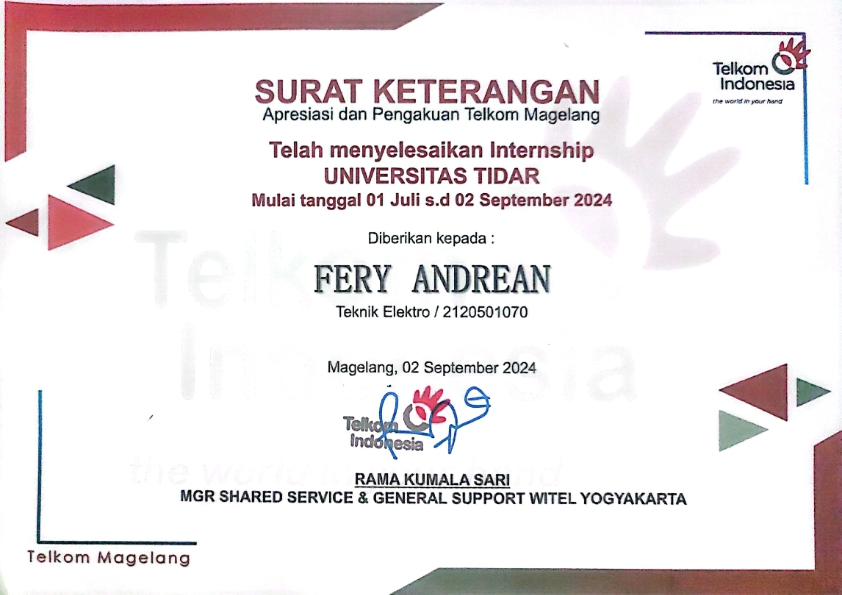 Telkom
Indonesia
the world in your hand
SURAT KETERANGAN
Apresiasi dan Pengakuan Telkom Magelang
Telah menyelesaikan Internship
UNIVERSITAS TIDAR
Mulai tanggal 01 Juli s.d 02 September 2024
Diberikan kepada :
FERY ANDREAN
Teknik Elektro / 2120501070
Magelang, 02 September 2024
Telkom
Indonesia
RAMA KUMALA SARI
MGR SHARED SERVICE & GENERAL SUPPORT WITEL YOGYAKARTA
Telkom Magelang
Telkom
Indonesia
the world in your hand